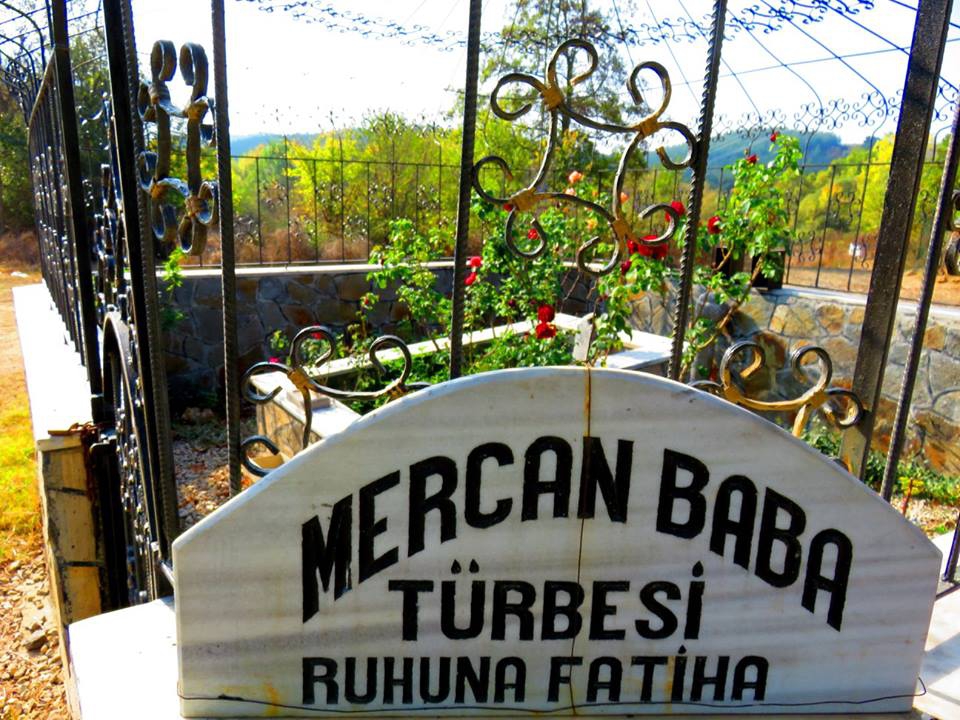 MERCAN BABA
TÜRBESİ
RUHUNA FATİHA